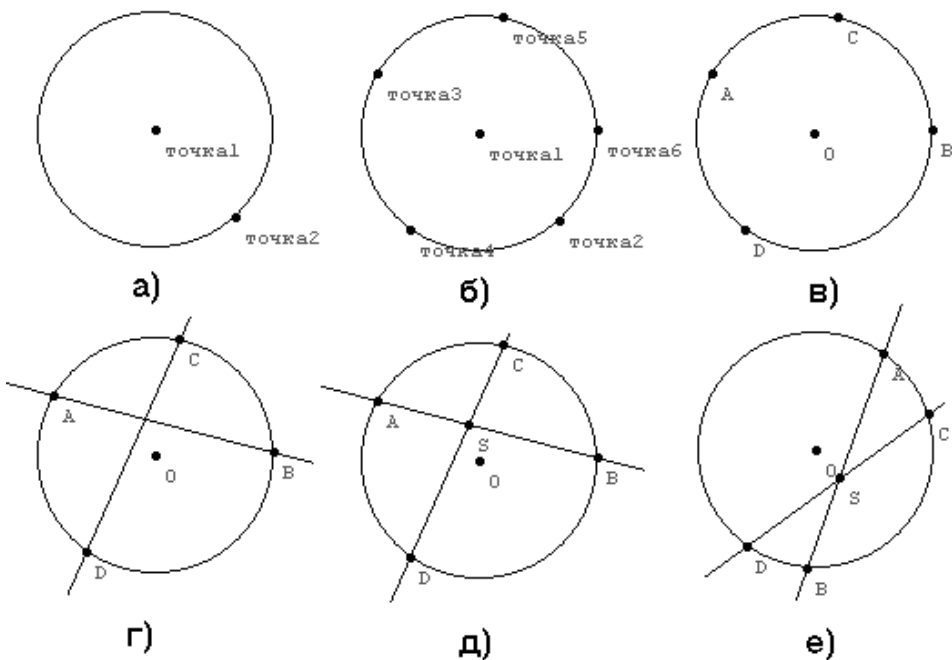 точка1
точка2
а)
точка5
точка3
точка1
точка6
точка4
точка2
б)
C
A
O
B
D
в)
C
A
O
B
D
г)
C
A
S
O
B
D
д)
A
C
O
S
D
B
е)